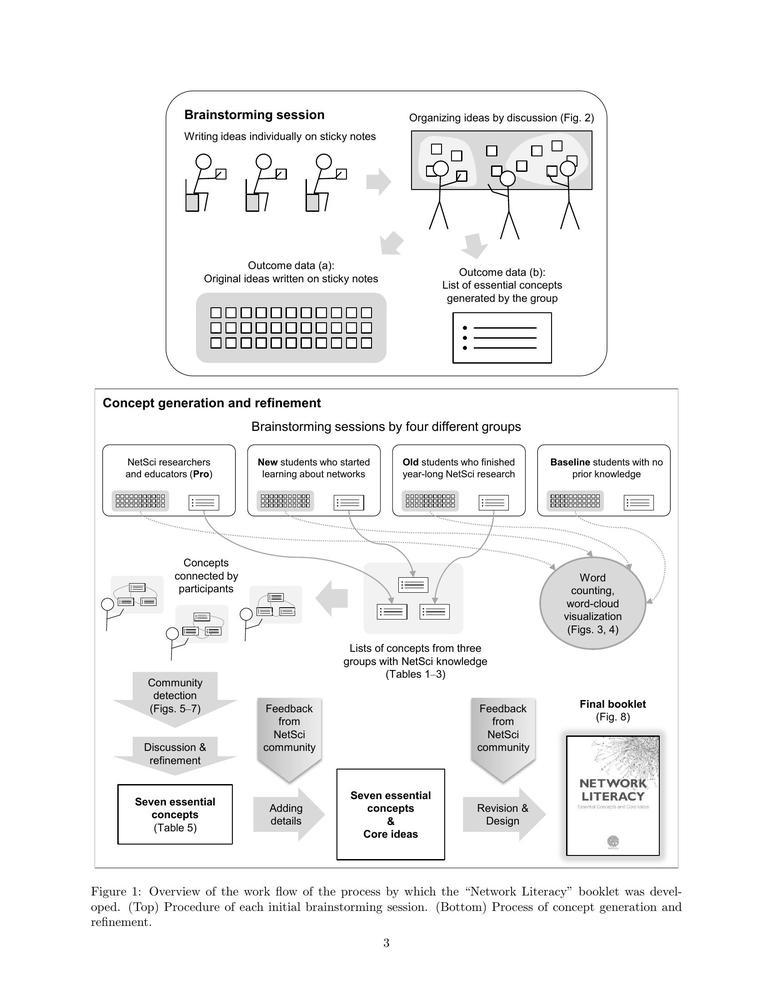 Brainstorming session
Writing ideas individually on sticky notes
Organizing ideas by discussion (Fig. 2)
Outcome data (a):
Original ideas written on sticky notes
Outcome data (b):
List of essential concepts
generated by the group
Concept generation and refinement
Brainstorming sessions by four different groups
NetSci researchers
and educators (Pro)
New students who started
learning about networks
Old students who finished
year-long NetSci research
Baseline students with no
prior knowledge
Concepts
connected by
participants
Word
counting,
word-cloud
visualization
(Figs. 3, 4)
Lists of concepts from three
groups with NetSci knowledge
(Tables 1–3)
Community
detection
(Figs. 5–7)
Discussion &
refinement
Seven essential
concepts
(Table 5)
Feedback
from
NetSci
community
Adding
details
Seven essential
concepts
&
Core ideas
Feedback
from
NetSci
community
Revision &
Design
Final booklet
(Fig. 8)
NETWORK
LITERACY
Essential Concepts and Core Ideas
Figure 1: Overview of the work flow of the process by which the “Network Literacy” booklet was devel-
oped. (Top) Procedure of each initial brainstorming session. (Bottom) Process of concept generation and
refinement.
3